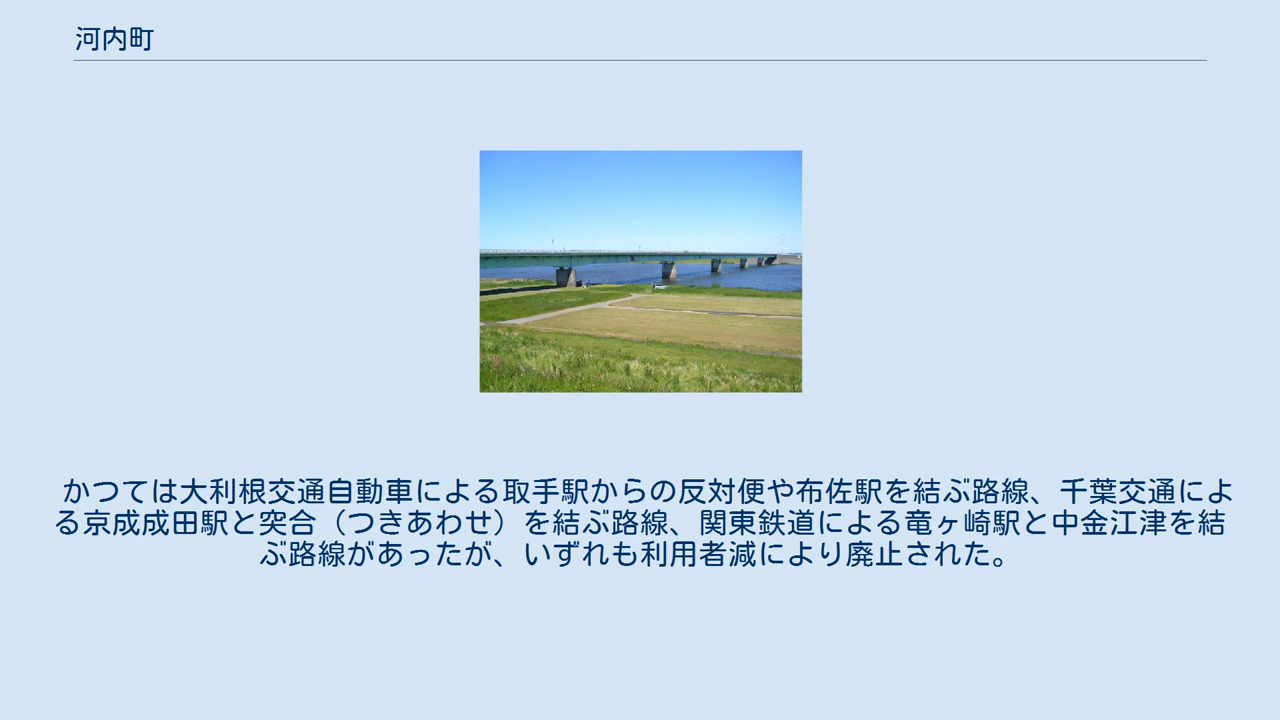 河内町
かつては大利根交通自動車による取手駅からの反対便や布佐駅を結ぶ路線、千葉交通によ
る京成成田駅と突合（つきあわせ）を結ぶ路線、関東鉄道による竜ヶ崎駅と中金江津を結
ぶ路線があったが、いずれも利用者減により廃止された。